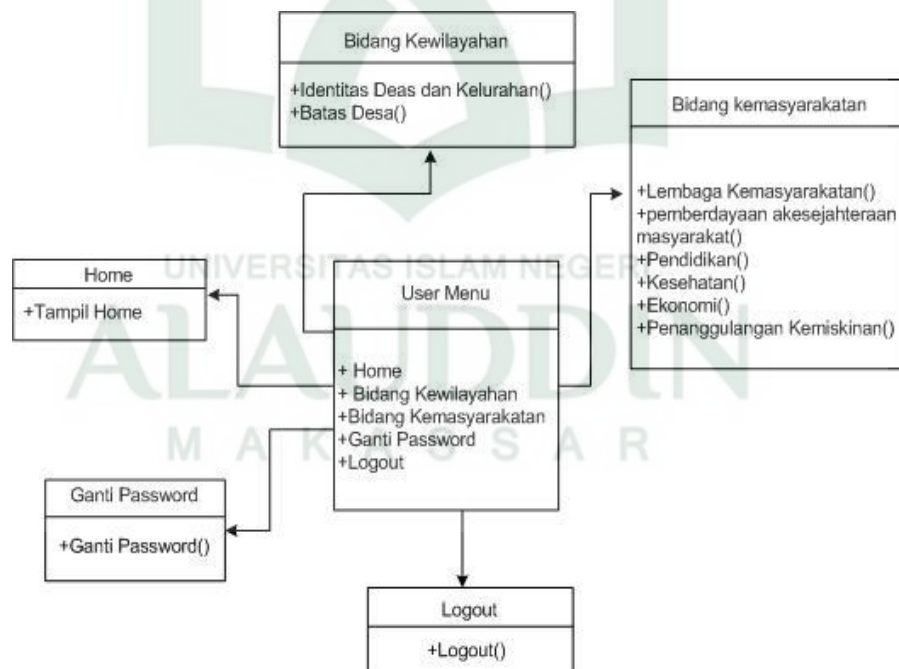 Bidang Kewilayahan
+Identitas Deas dan Kelurahan()
+Batas Desa()
Bidang kemasyarakatan
+Lembaga Kemasyarakatan()
+pemberdayaan akesejahteraan
masyarakat()
+Pendidikan()
+Kesehatan()
+Ekonomi()
+Penanggulangan Kemiskinan()
UNIVERSITAS ISLAM NEGERI
ALAUDDIN
MAKASSAR
Home
+Tampil Home
User Menu
+ Home
+ Bidang Kewilayahan
+Bidang Kemasyarakatan
+Ganti Password
+Logout
Ganti Password
+Ganti Password()
Logout
+Logout()